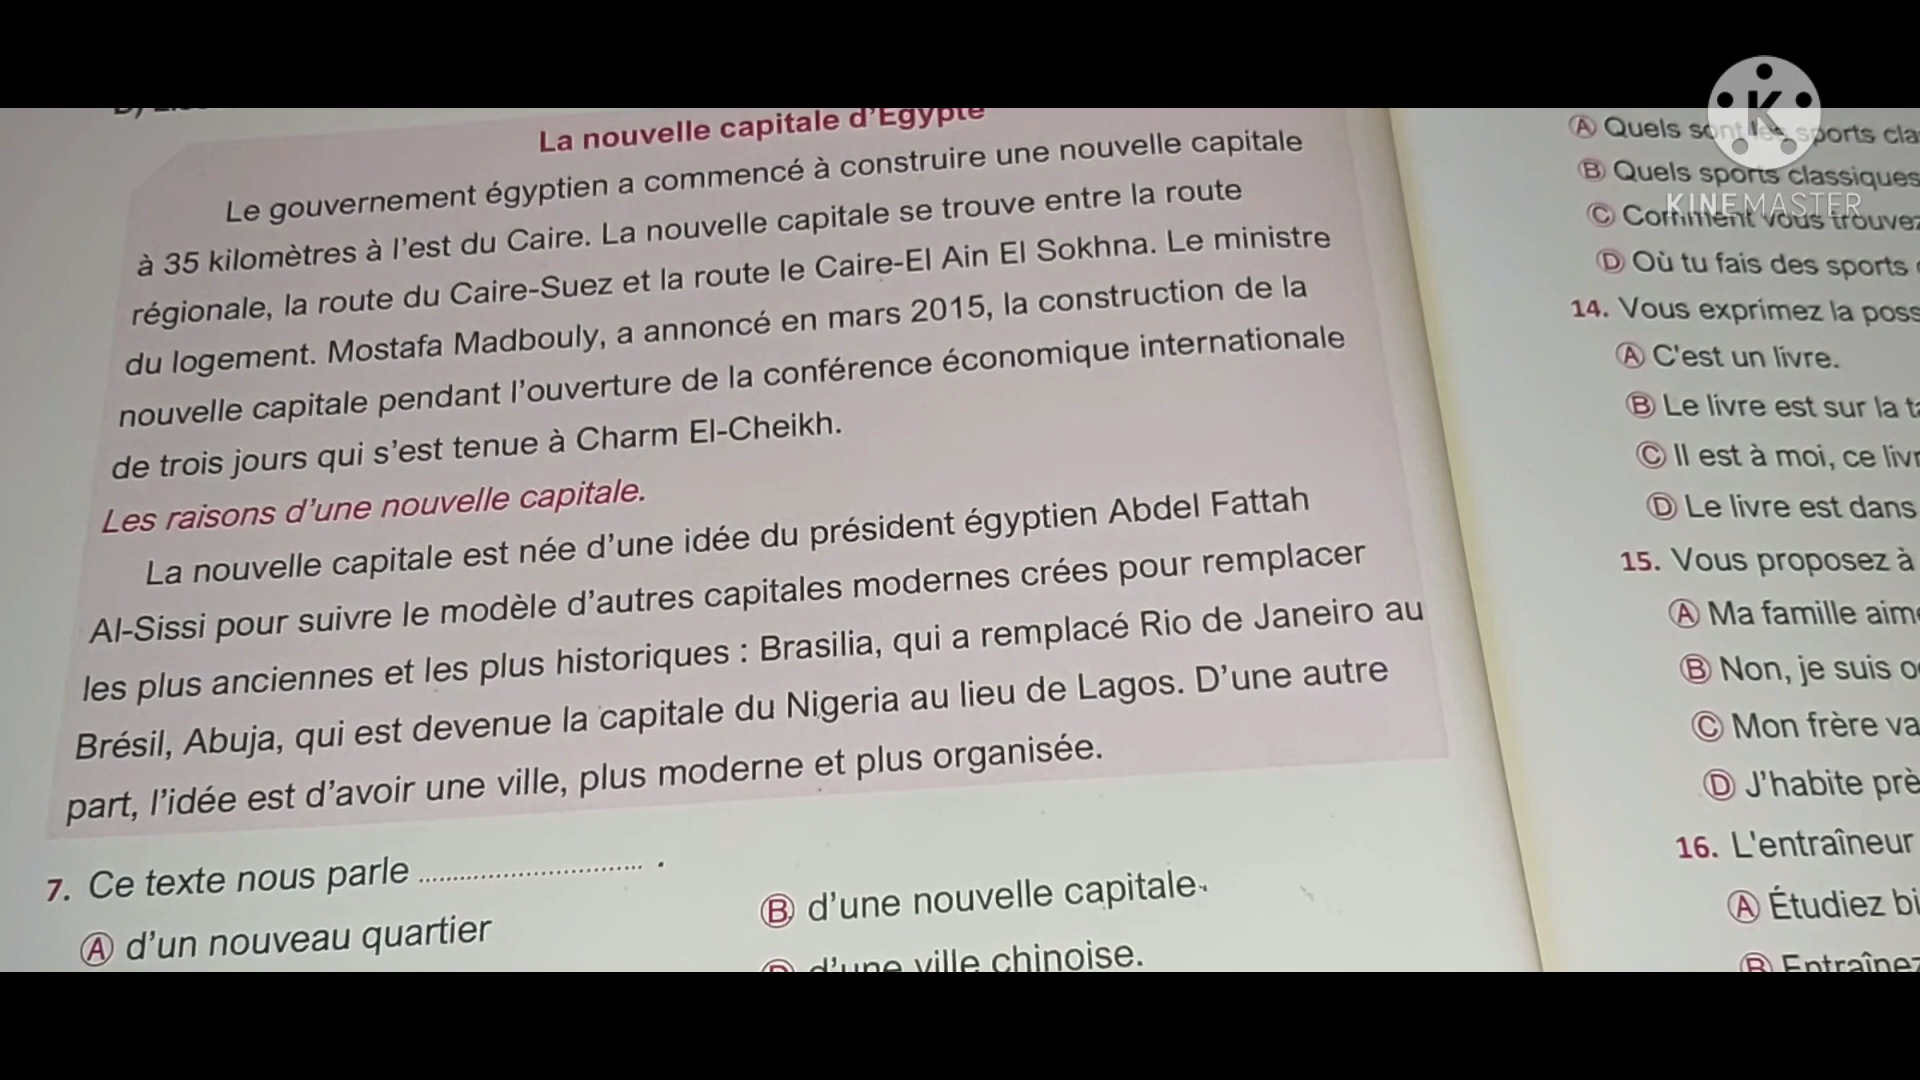 La nouvelle capitale d'Egypte
Le gouvernement égyptien a commencé à construire une nouvelle capitale
à 35 kilomètres à l'est du Caire. La nouvelle capitale se trouve entre la route
régionale, la route du Caire-Suez et la route le Caire-El Ain El Sokhna. Le ministre
du logement. Mostafa Madbouly, a annoncé en mars 2015, la construction de la
nouvelle capitale pendant l'ouverture de la conférence économique internationale
de trois jours qui s'est tenue à Charm El-Cheikh.
Les raisons d'une nouvelle capitale.
La nouvelle capitale est née d'une idée du président égyptien Abdel Fattah
Al-Sissi pour suivre le modèle d'autres capitales modernes crées pour remplacer
les plus anciennes et les plus historiques : Brasilia, qui a remplacé Rio de Janeiro au
Brésil, Abuja, qui est devenue la capitale du Nigeria au lieu de Lagos. D'une autre
part, l'idée est d'avoir une ville, plus moderne et plus organisée.
7. Ce texte nous parle .............................. .
A d'un nouveau quartier
B d'une nouvelle capitale.
d'une ville chinoise.
A Quels sont les sports cla
B Quels sports classiques
C Comment vous trouvez
D Où tu fais des sports
14. Vous exprimez la poss
A C'est un livre.
B Le livre est sur la ta
C Il est à moi, ce livr
D Le livre est dans
15. Vous proposez à
A Ma famille aim
B Non, je suis o
C Mon frère va
D J'habite prè
16. L'entraîneur
A Étudiez bi
B Entraînez
K
KINEMASTER